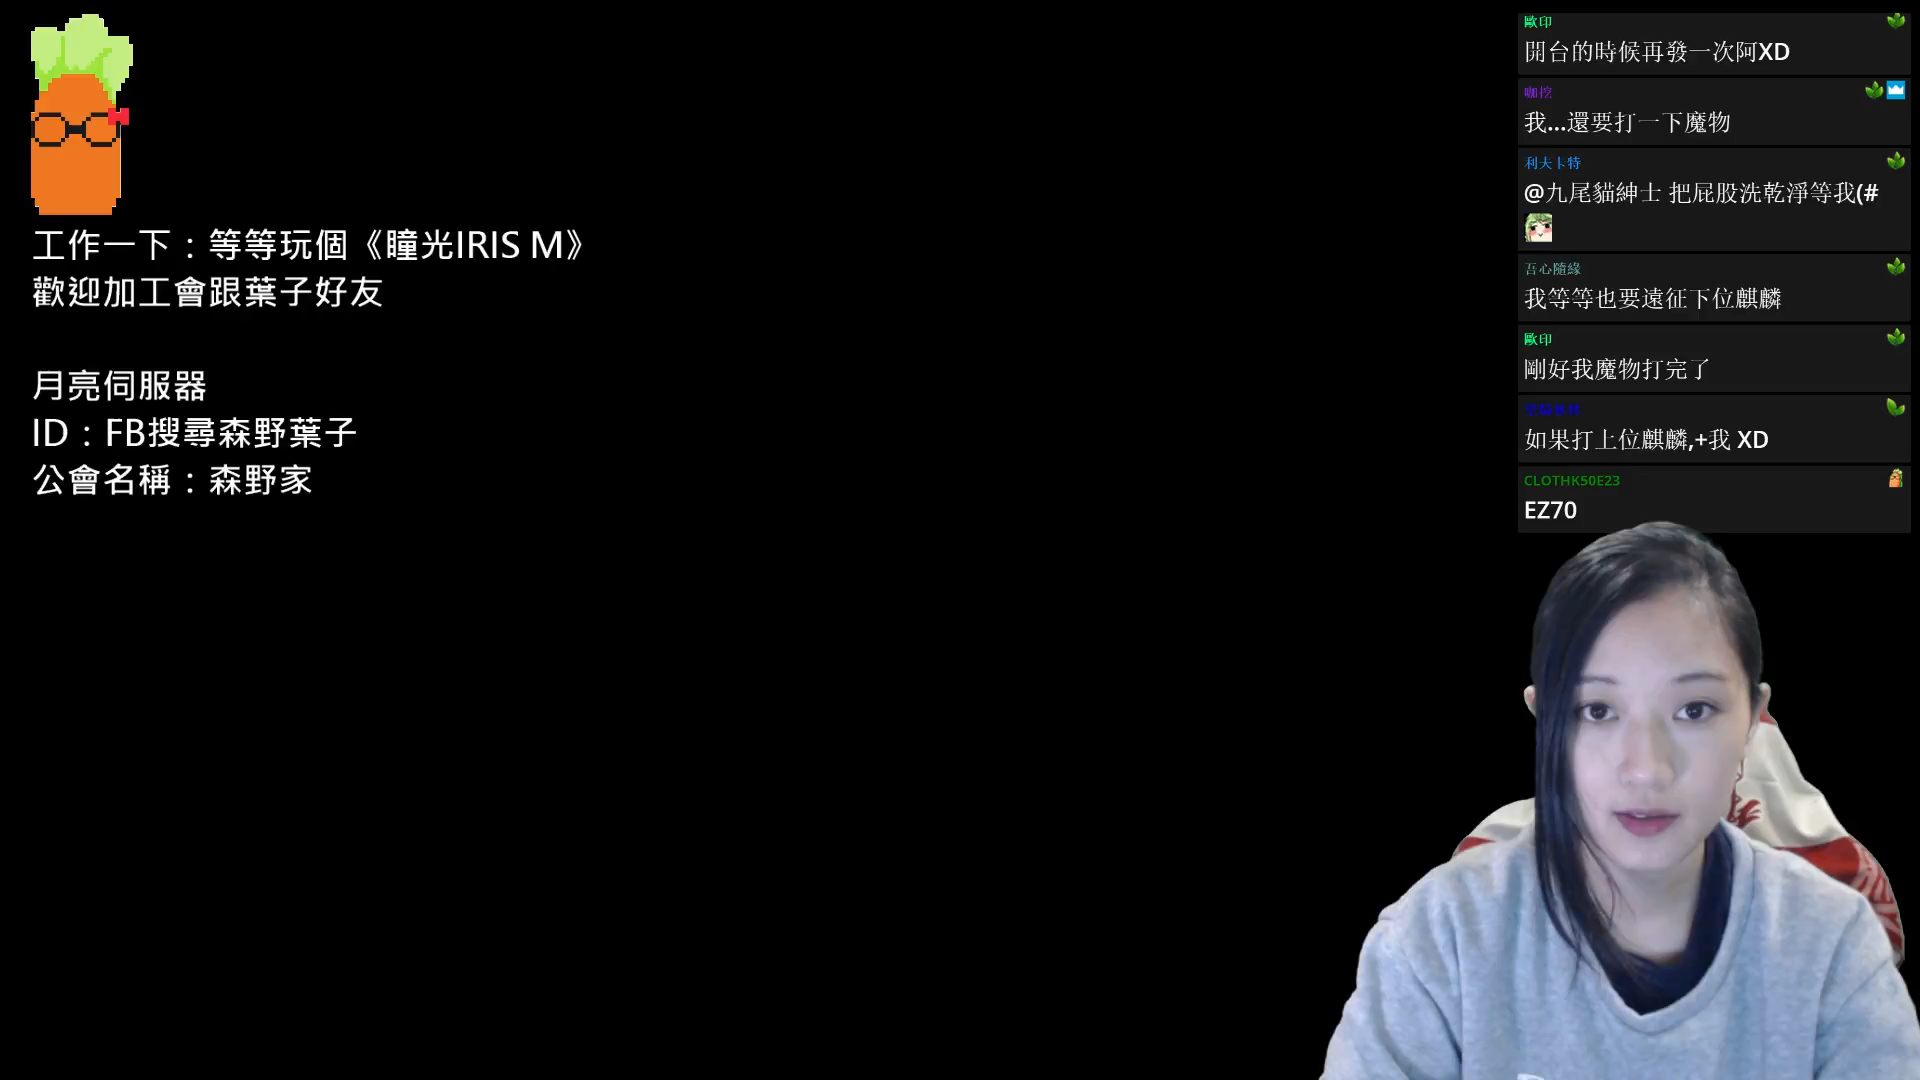 工作一下：等等玩個《瞳光IRIS M》
歡迎加工會跟葉子好友
月亮伺服器
ID：FB搜尋森野葉子
公會名稱：森野家
歐印
開台的時候再發一次阿XD
咖挖
我...還要打一下魔物
利夫卡特
@九尾貓紳士 把屁股洗乾淨等我(#
吾心隨緣
我等等也要遠征下位麒麟
歐印
剛好我魔物打完了
如果打上位麒麟,+我 XD
CLOTHK50E23
EZ70